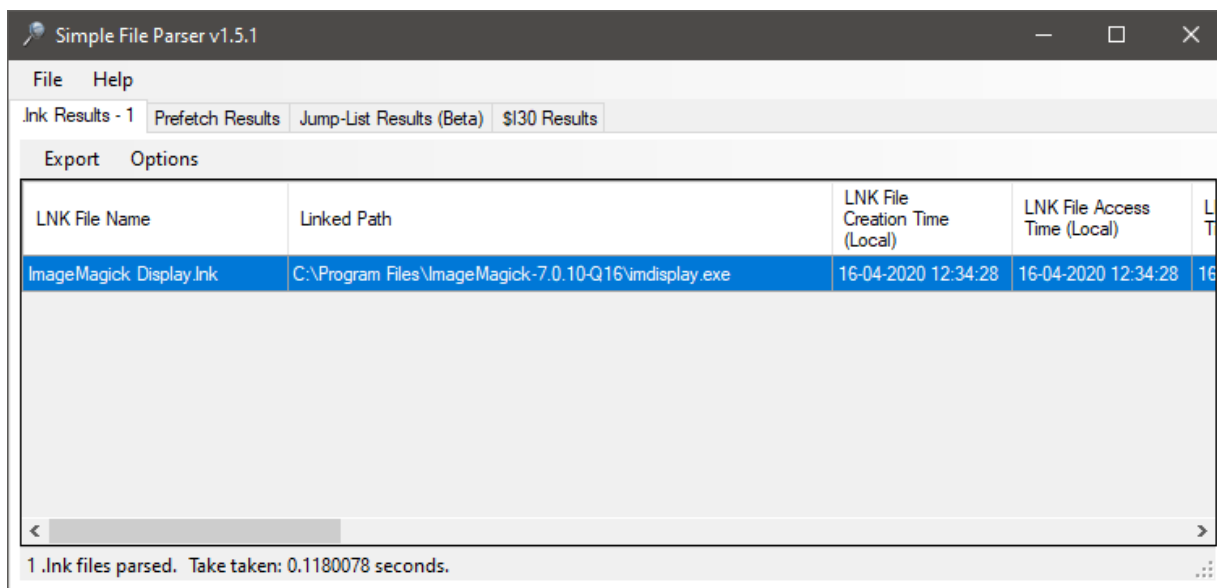 Simple File Parser v1.5.1
File Help
.lnk Results - 1 Prefetch Results Jump-List Results (Beta) $I30 Results
Export Options
LNK File Name Linked Path LNK File Creation Time (Local) LNK File Access Time (Local)
ImageMagick Display.lnk C:\Program Files\ImageMagick-7.0.10-Q16\imdisplay.exe 16-04-2020 12:34:28 16-04-2020 12:34:28 16
1 .lnk files parsed. Take taken: 0.1180078 seconds.